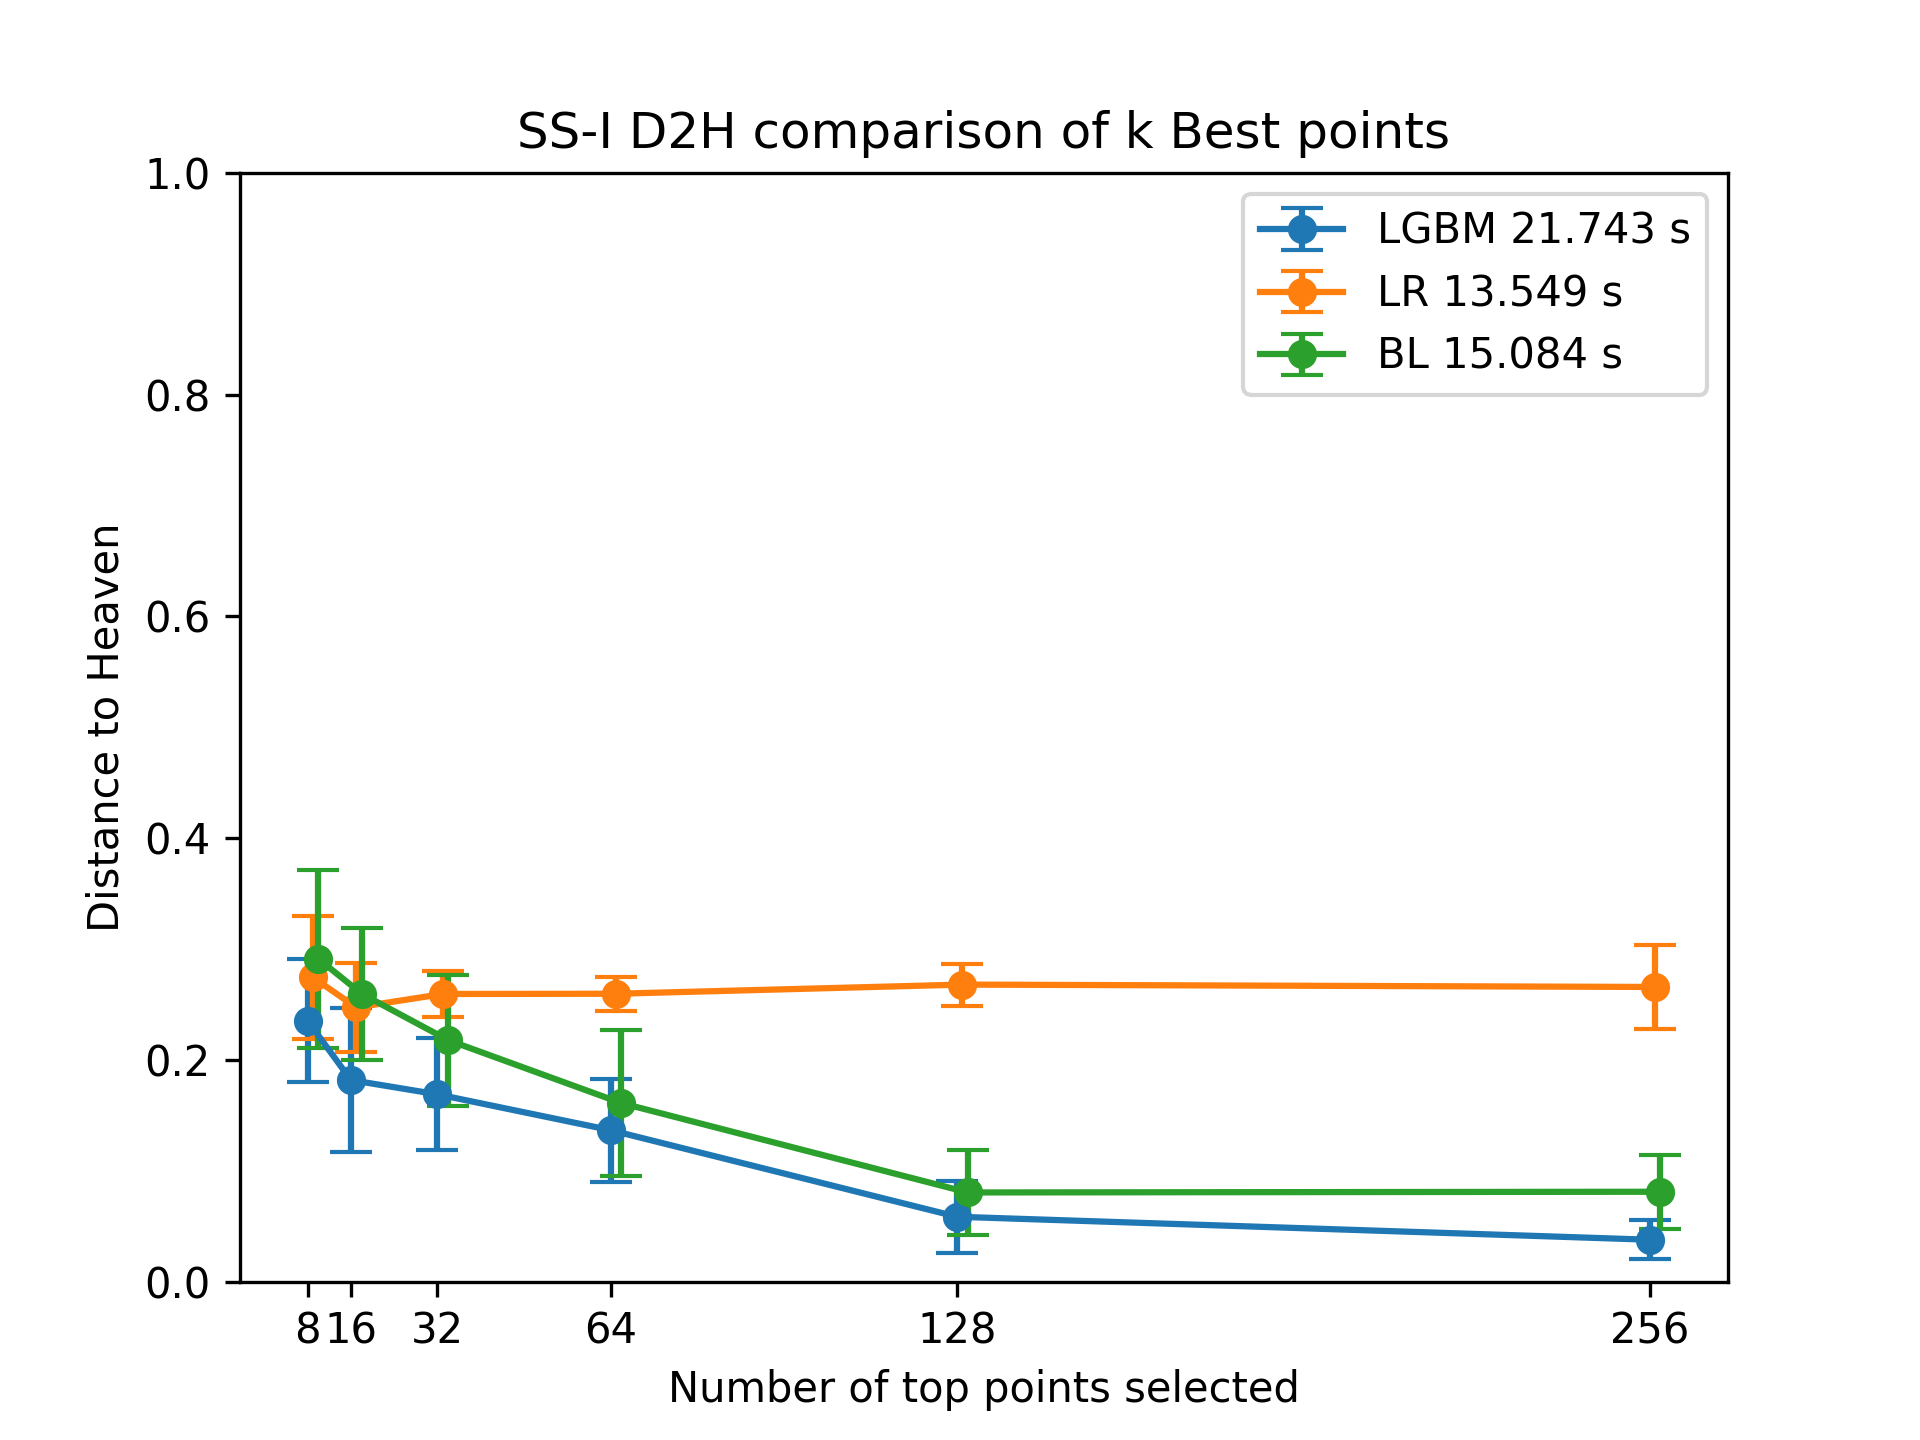 SS-I D2H comparison of k Best points
1.0
0.8
0.6
0.4
0.2
0.0
Distance to Heaven
LGBM 21.743 s
LR 13.549 s
BL 15.084 s
8 16 32 64 128 256
Number of top points selected